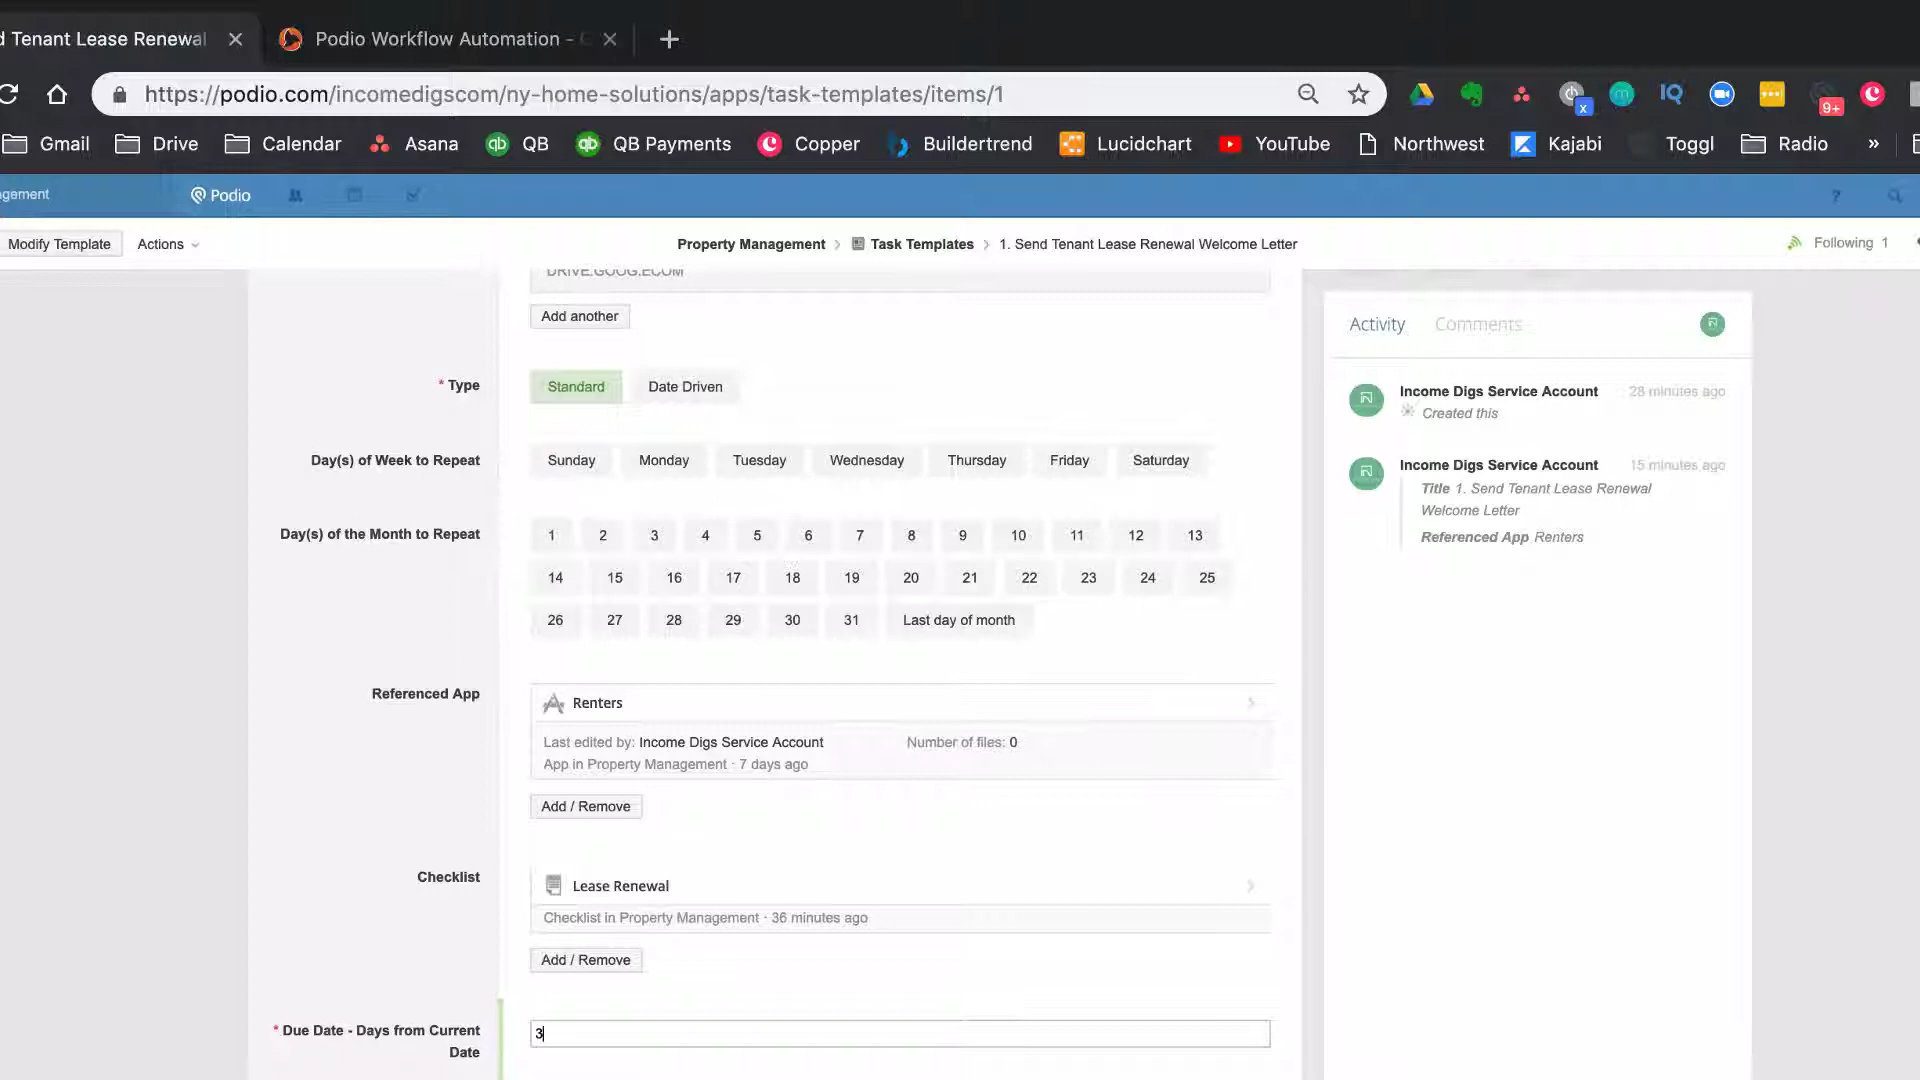 d Tenant Lease Renewal
Podio Workflow Automation -
https://podio.com/incomedigscom/ny-home-solutions/apps/task-templates/items/1
x
IQ
9+
Gmail
Drive
Calendar
Asana
qb
QB
qb
QB Payments
Copper
Buildertrend
Lucidchart
YouTube
Northwest
Kajabi
Toggl
Radio
»
agement
Podio
?
Modify Template
Actions
Property Management
Task Templates
1. Send Tenant Lease Renewal Welcome Letter
Following 1
DRIVE.GOOG.ECOM
Add another
* Type
Standard
Date Driven
Day(s) of Week to Repeat
Sunday Monday Tuesday Wednesday Thursday Friday Saturday
Day(s) of the Month to Repeat
1 2 3 4 5 6 7 8 9 10 11 12 13
14 15 16 17 18 19 20 21 22 23 24 25
26 27 28 29 30 31 Last day of month
Referenced App
Renters
Last edited by: Income Digs Service Account Number of files: 0
App in Property Management · 7 days ago
Add / Remove
Checklist
Lease Renewal
Checklist in Property Management · 36 minutes ago
Add / Remove
* Due Date - Days from Current
Date
3
Activity
Comments
Income Digs Service Account 28 minutes ago
Created this
Income Digs Service Account 15 minutes ago
Title 1. Send Tenant Lease Renewal
Welcome Letter
Referenced App Renters